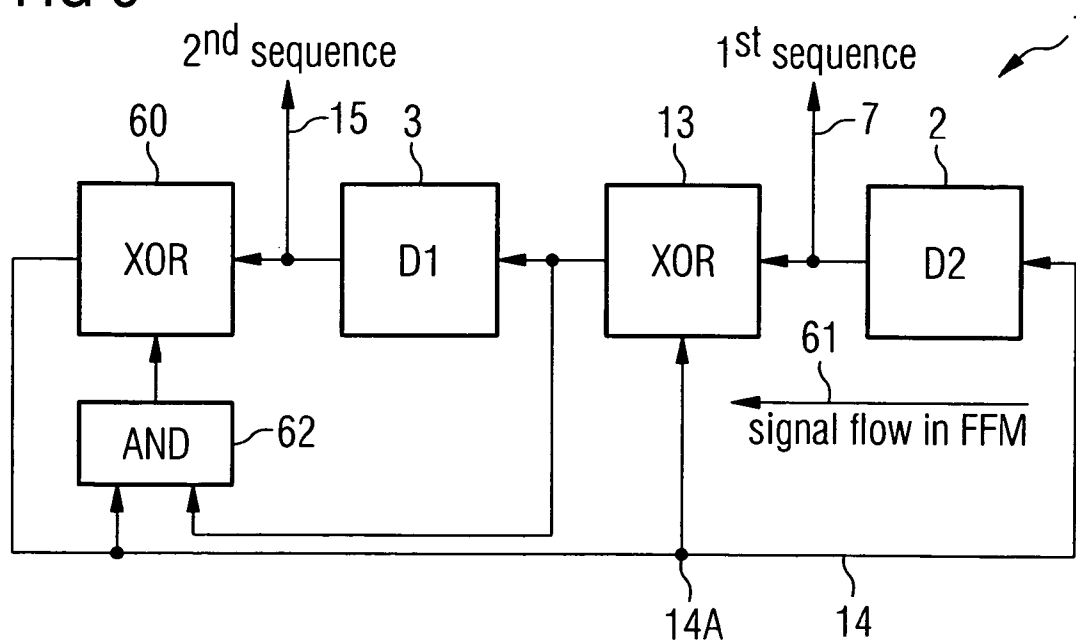 2nd sequence
1st sequence
60
15
3
13
7
2
XOR
D1
XOR
D2
61
signal flow in FFM
AND
62
14A
14